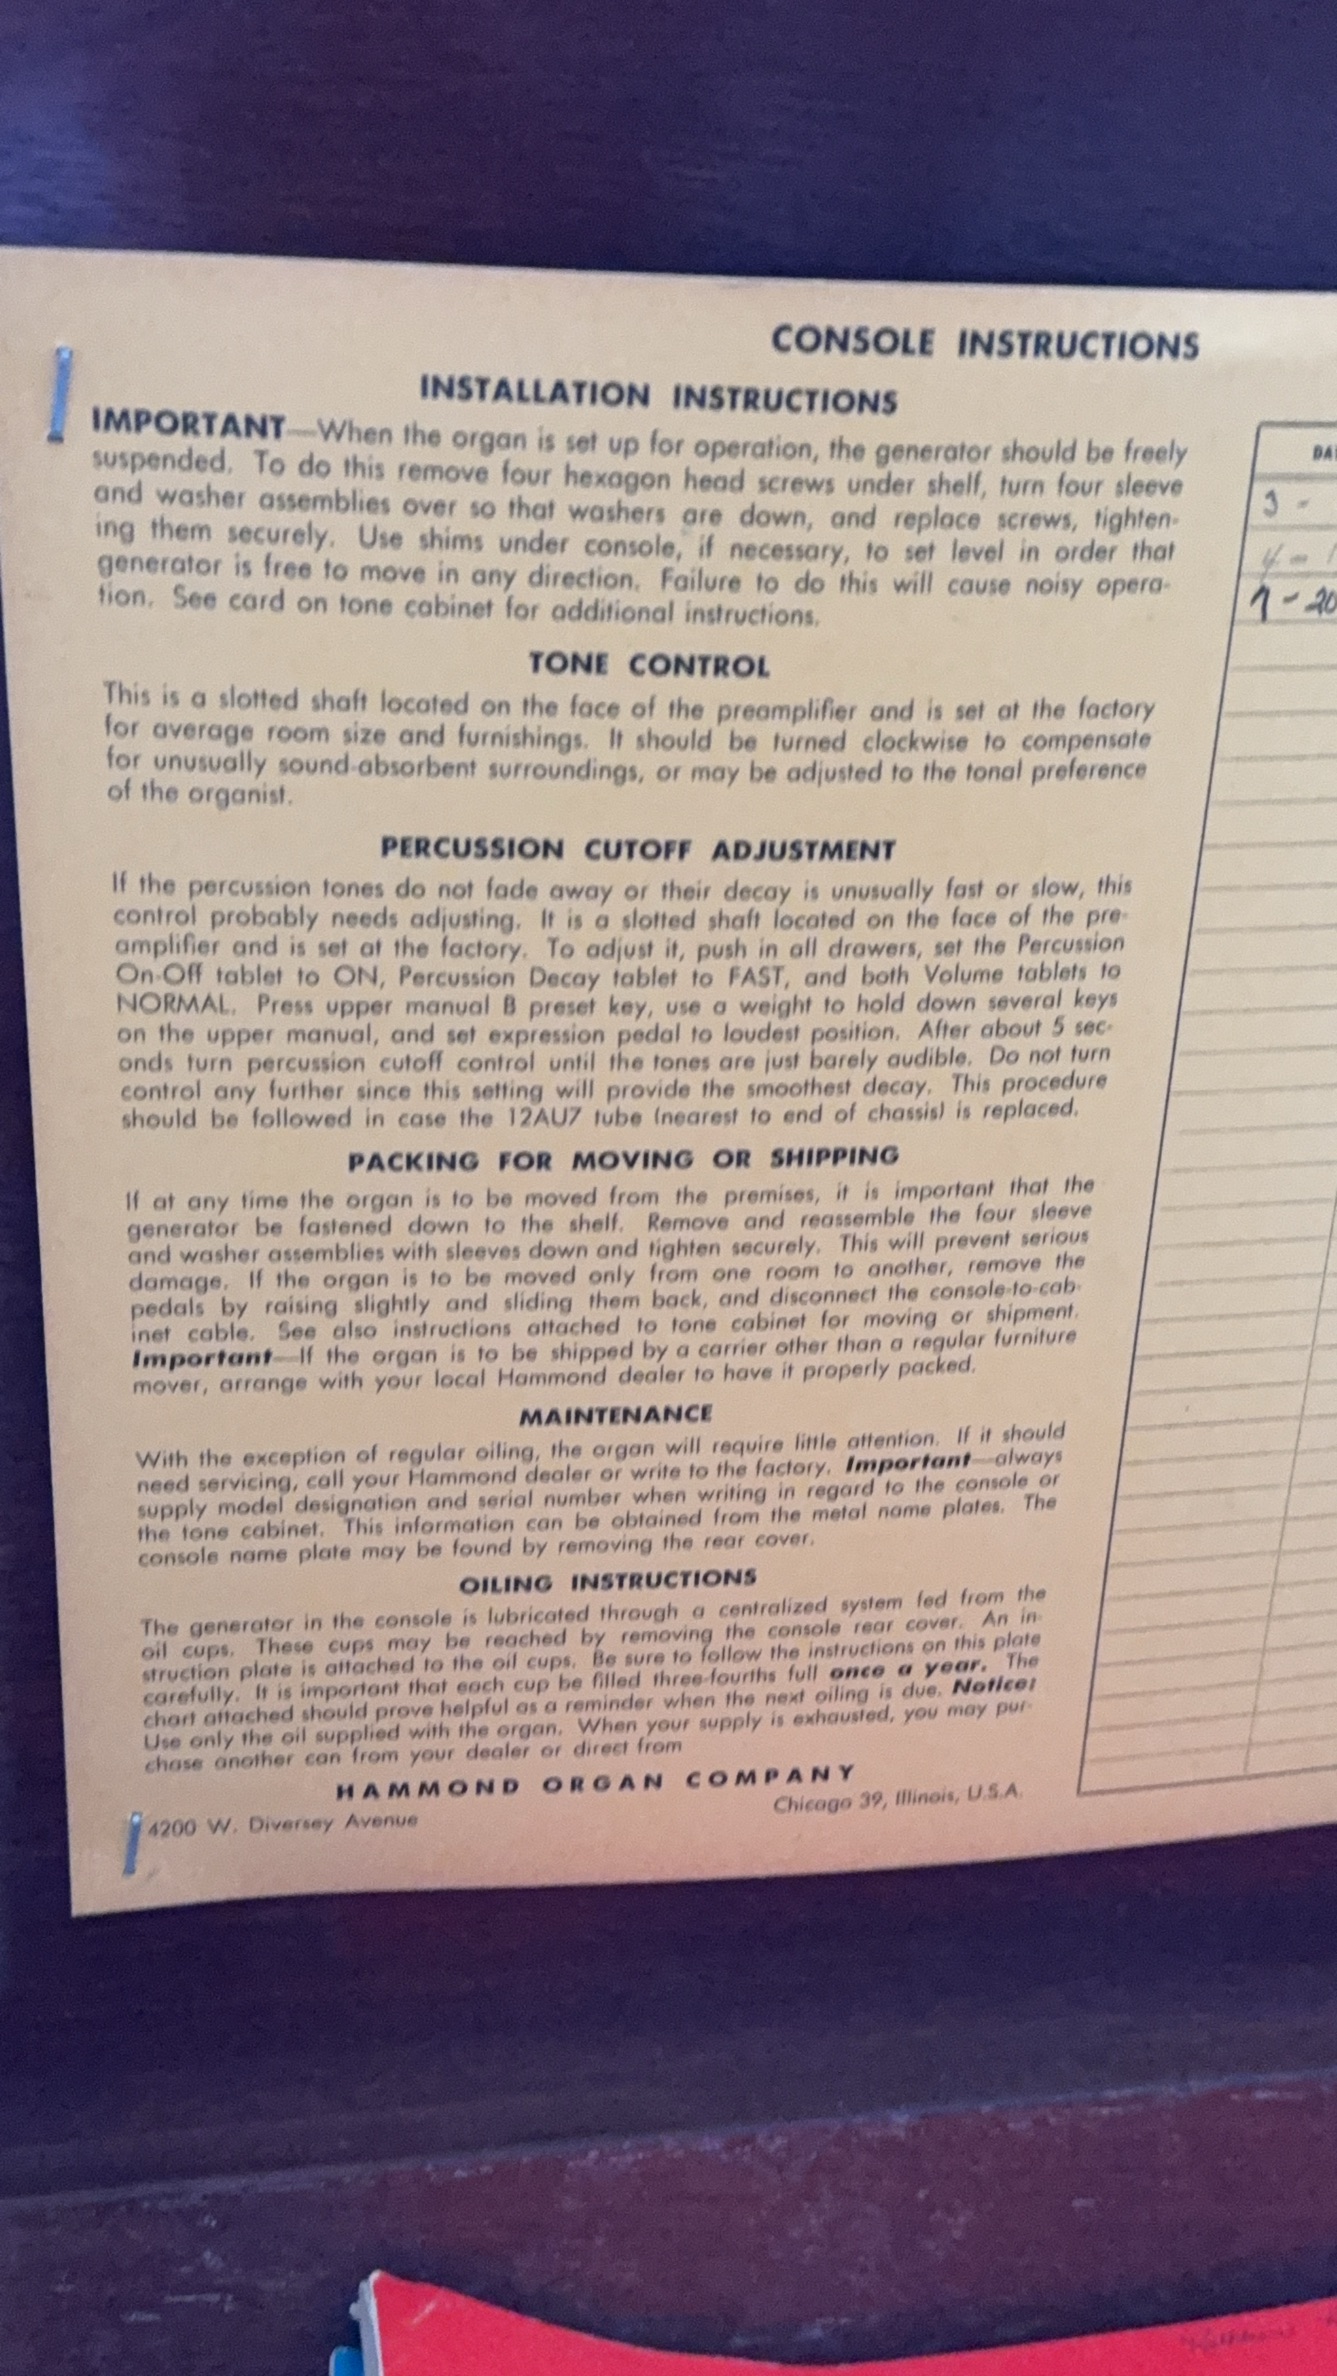 CONSOLE INSTRUCTIONS
INSTALLATION INSTRUCTIONS
IMPORTANT—When the organ is set up for operation, the generator should be freely
suspended. To do this remove four hexagon head screws under shelf, turn four sleeve
and washer assemblies over so that washers are down, and replace screws, tighten-
ing them securely. Use shims under console, if necessary, to set level in order that
generator is free to move in any direction. Failure to do this will cause noisy opera-
tion. See card on tone cabinet for additional instructions.
TONE CONTROL
This is a slotted shaft located on the face of the preamplifier and is set at the factory
for average room size and furnishings. It should be turned clockwise to compensate
for unusually sound-absorbent surroundings, or may be adjusted to the tonal preference
of the organist.
PERCUSSION CUTOFF ADJUSTMENT
If the percussion tones do not fade away or their decay is unusually fast or slow, this
control probably needs adjusting. It is a slotted shaft located on the face of the pre-
amplifier and is set at the factory. To adjust it, push in all drawers, set the Percussion
On-Off tablet to ON, Percussion Decay tablet to FAST, and both Volume tablets to
NORMAL. Press upper manual B preset key, use a weight to hold down several keys
on the upper manual, and set expression pedal to loudest position. After about 5 sec-
onds turn percussion cutoff control until the tones are just barely audible. Do not turn
control any further since this setting will provide the smoothest decay. This procedure
should be followed in case the 12AU7 tube (nearest to end of chassis) is replaced.
PACKING FOR MOVING OR SHIPPING
If at any time the organ is to be moved from the premises, it is important that the
generator be fastened down to the shelf. Remove and reassemble the four sleeve
and washer assemblies with sleeves down and tighten securely. This will prevent serious
damage. If the organ is to be moved only from one room to another, remove the
pedals by raising slightly and sliding them back, and disconnect the console-to-cab-
inet cable. See also instructions attached to tone cabinet for moving or shipment.
Important—If the organ is to be shipped by a carrier other than a regular furniture
mover, arrange with your local Hammond dealer to have it properly packed.
MAINTENANCE
With the exception of regular oiling, the organ will require little attention. If it should
need servicing, call your Hammond dealer or write to the factory. Important—always
supply model designation and serial number when writing in regard to the console or
the tone cabinet. This information can be obtained from the metal name plates. The
console name plate may be found by removing the rear cover.
OILING INSTRUCTIONS
The generator in the console is lubricated through a centralized system fed from the
oil cups. These cups may be reached by removing the console rear cover. An in-
struction plate is attached to the oil cups. Be sure to follow the instructions on this plate
carefully. It is important that each cup be filled three-fourths full once a year. The
chart attached should prove helpful as a reminder when the next oiling is due. Notice:
Use only the oil supplied with the organ. When your supply is exhausted, you may pur-
chase another can from your dealer or direct from
HAMMOND ORGAN COMPANY
4200 W. Diversey Avenue Chicago 39, Illinois, U.S.A.
DA
3 -
4 - 1